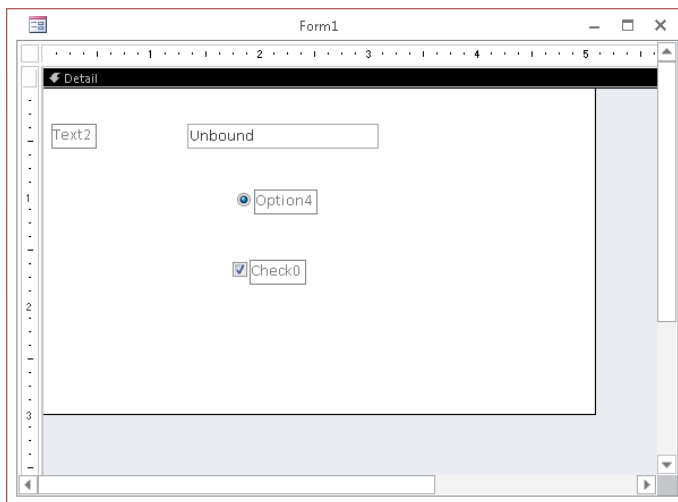 Form1
1 2 3 4 5
Detail
Text2 Unbound
1
Option4
Check0
2
3